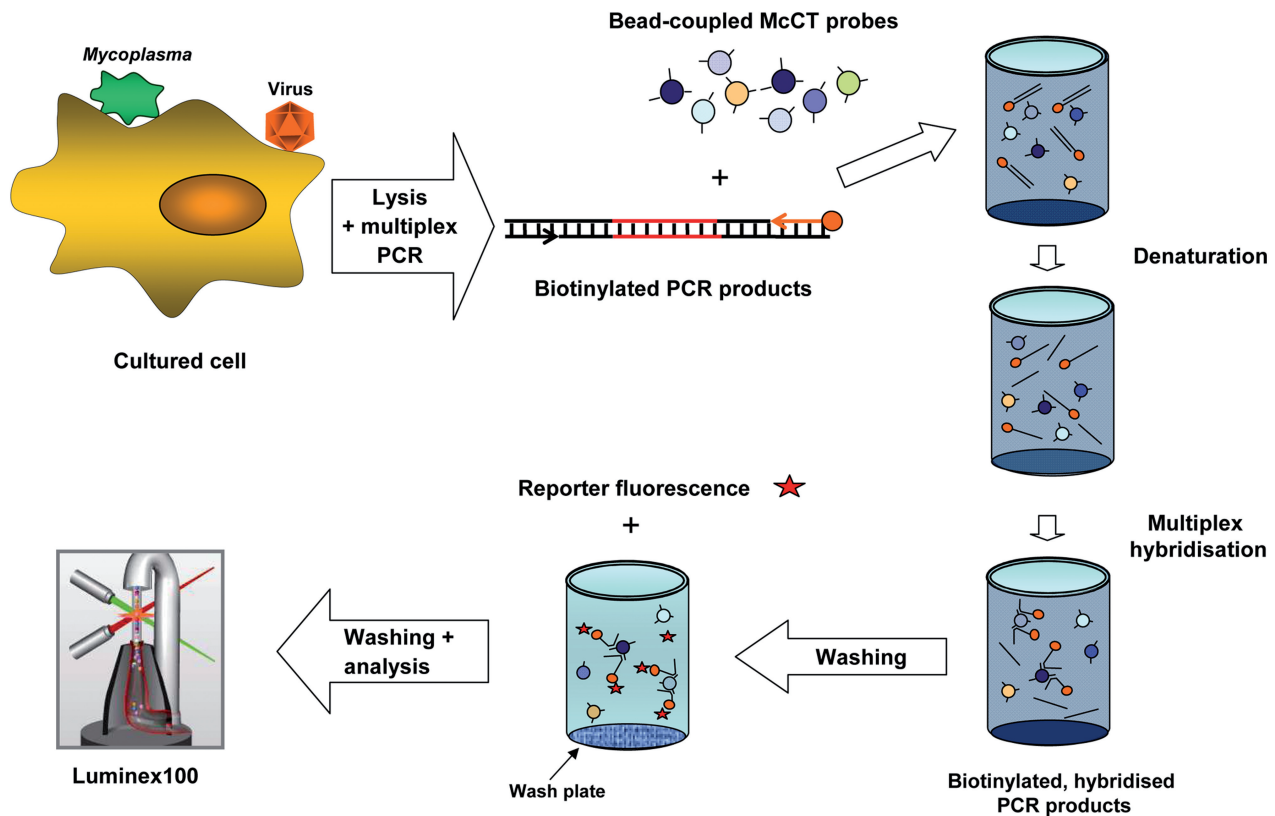 Bead-coupled McCT probes
Mycoplasma
Virus
Lysis
+ multiplex
PCR
+
Biotinylated PCR products
Cultured cell
Denaturation
Multiplex
hybridisation
Reporter fluorescence
+
Washing +
analysis
Washing
Luminex100
Wash plate
Biotinylated, hybridised
PCR products